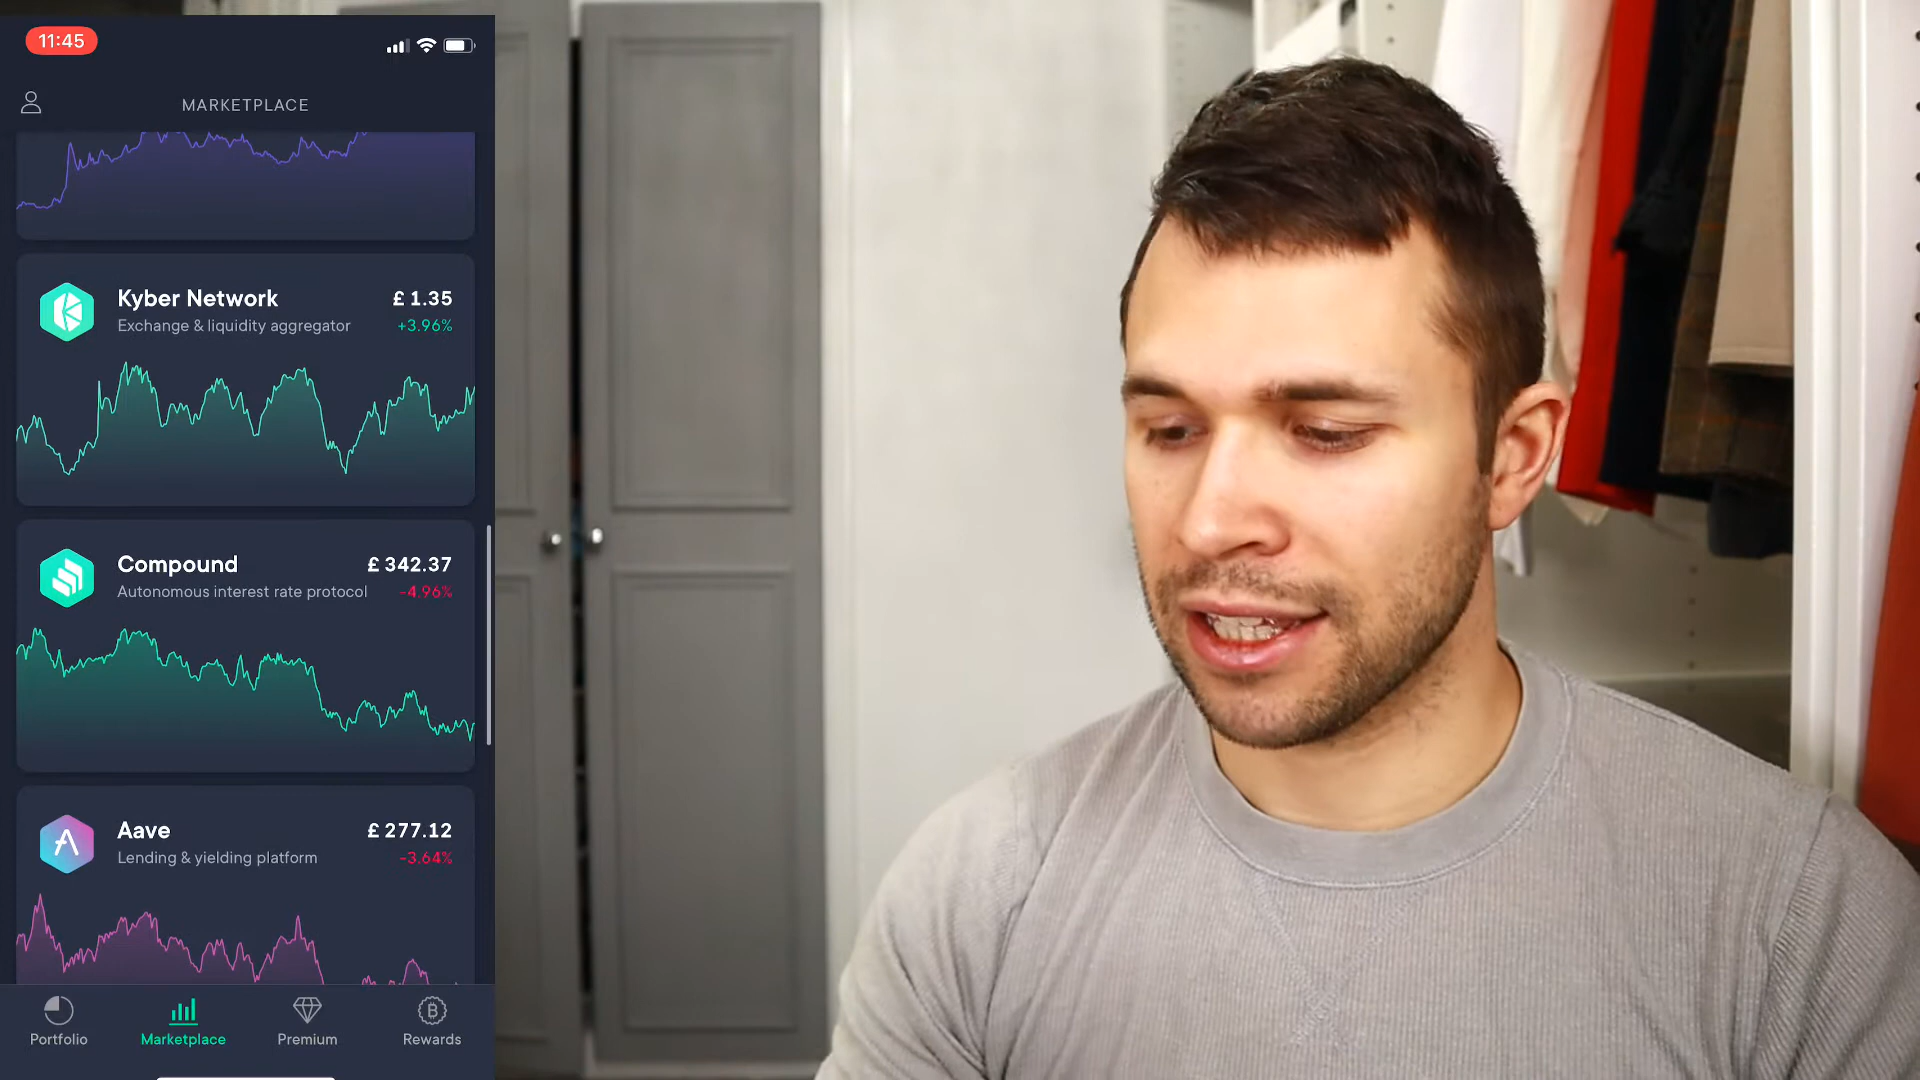 11:45
MARKETPLACE
Kyber Network £ 1.35
Exchange & liquidity aggregator +3.96%
Compound £ 342.37
Autonomous interest rate protocol -4.96%
Aave £ 277.12
Lending & yielding platform -3.64%
Portfolio Marketplace Premium Rewards